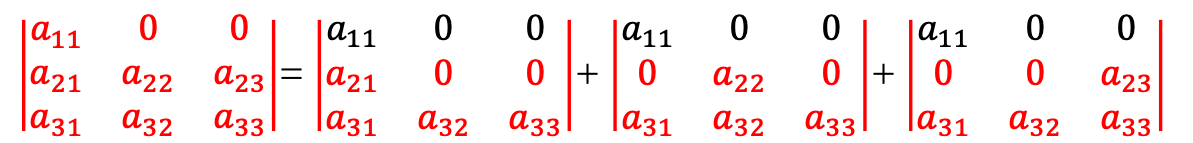 |a₁₁ 0 0| |a₁₁ 0 0| |a₁₁ 0 0| |a₁₁ 0 0|
|a₂₁ a₂₂ a₂₃| = |a₂₁ 0 0| + |0 a₂₂ 0| + |0 0 a₂₃|
|a₃₁ a₃₂ a₃₃| |a₃₁ a₃₂ a₃₃| |a₃₁ a₃₂ a₃₃| |a₃₁ a₃₂ a₃₃|